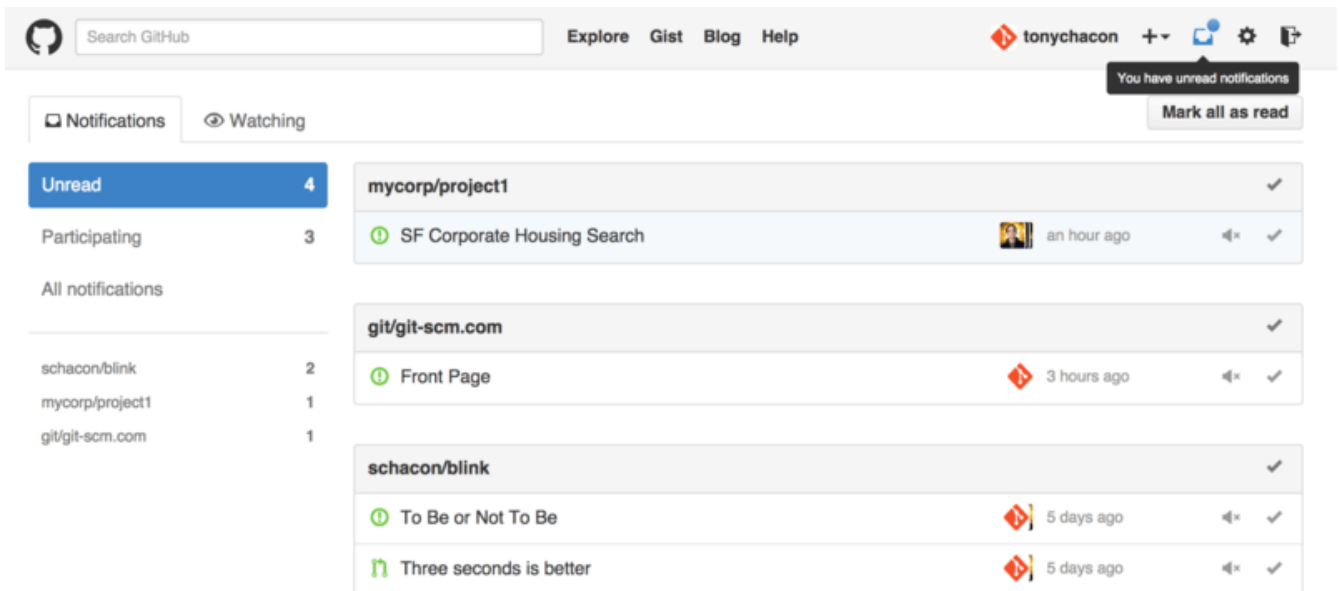 Search GitHub
Explore Gist Blog Help
tonychacon
You have unread notifications
Notifications
Watching
Mark all as read
Unread 4
Participating 3
All notifications
schacon/blink 2
mycorp/project1 1
git/git-scm.com 1
mycorp/project1
SF Corporate Housing Search an hour ago
git/git-scm.com
Front Page 3 hours ago
schacon/blink
To Be or Not To Be 5 days ago
Three seconds is better 5 days ago